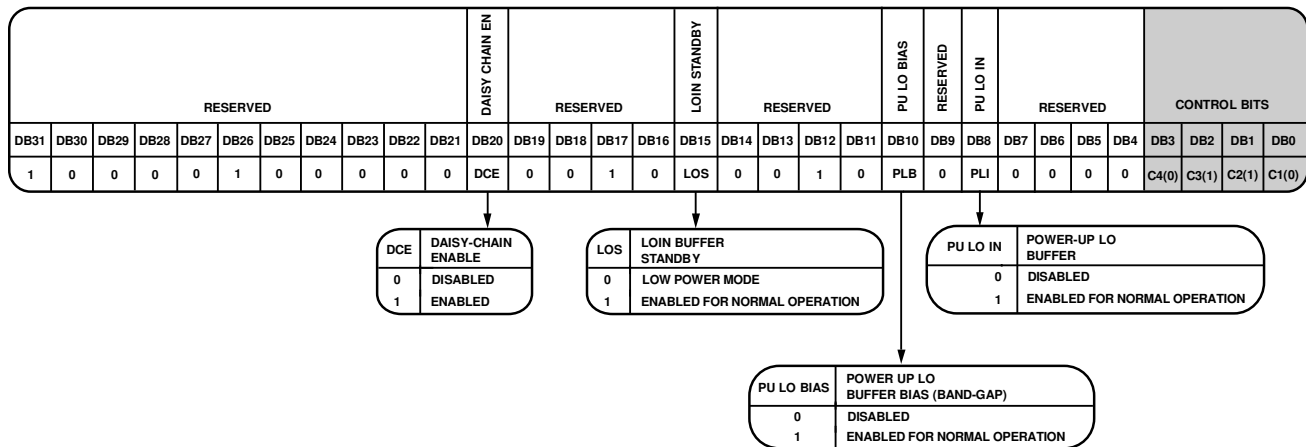 DAISY CHAIN EN
LOIN STANDBY
PU LO BIAS
RESERVED
PU LO IN
RESERVED RESERVED RESERVED RESERVED CONTROL BITS
DB31 DB30 DB29 DB28 DB27 DB26 DB25 DB24 DB23 DB22 DB21 DB20 DB19 DB18 DB17 DB16 DB15 DB14 DB13 DB12 DB11 DB10 DB9 DB8 DB7 DB6 DB5 DB4 DB3 DB2 DB1 DB0
1 0 0 0 0 1 0 0 0 0 0 DCE 0 0 1 0 LOS 0 0 1 0 PLB 0 PLI 0 0 0 0 C4(0) C3(1) C2(1) C1(0)
DCE DAISY-CHAIN
ENABLE
0 DISABLED
1 ENABLED
LOS LOIN BUFFER
STANDBY
0 LOW POWER MODE
1 ENABLED FOR NORMAL OPERATION
PU LO IN POWER-UP LO
BUFFER
0 DISABLED
1 ENABLED FOR NORMAL OPERATION
PU LO BIAS POWER UP LO
BUFFER BIAS (BAND-GAP)
0 DISABLED
1 ENABLED FOR NORMAL OPERATION